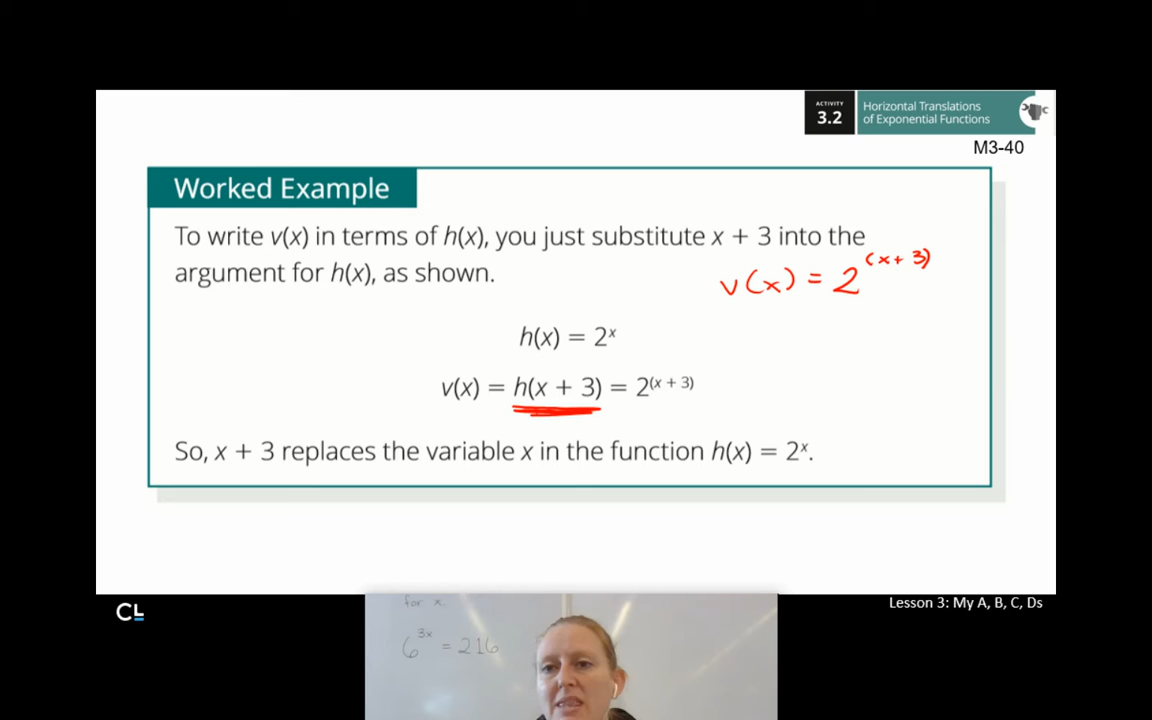 ACTIVITY
3.2
Horizontal Translations
of Exponential Functions
M3-40
Worked Example
To write v(x) in terms of h(x), you just substitute x + 3 into the
argument for h(x), as shown.
v(x) = 2^(x+3)
h(x) = 2ˣ
v(x) = h(x + 3) = 2^(x + 3)
So, x + 3 replaces the variable x in the function h(x) = 2ˣ.
CL
Lesson 3: My A, B, C, Ds
for x.
6^3x = 216